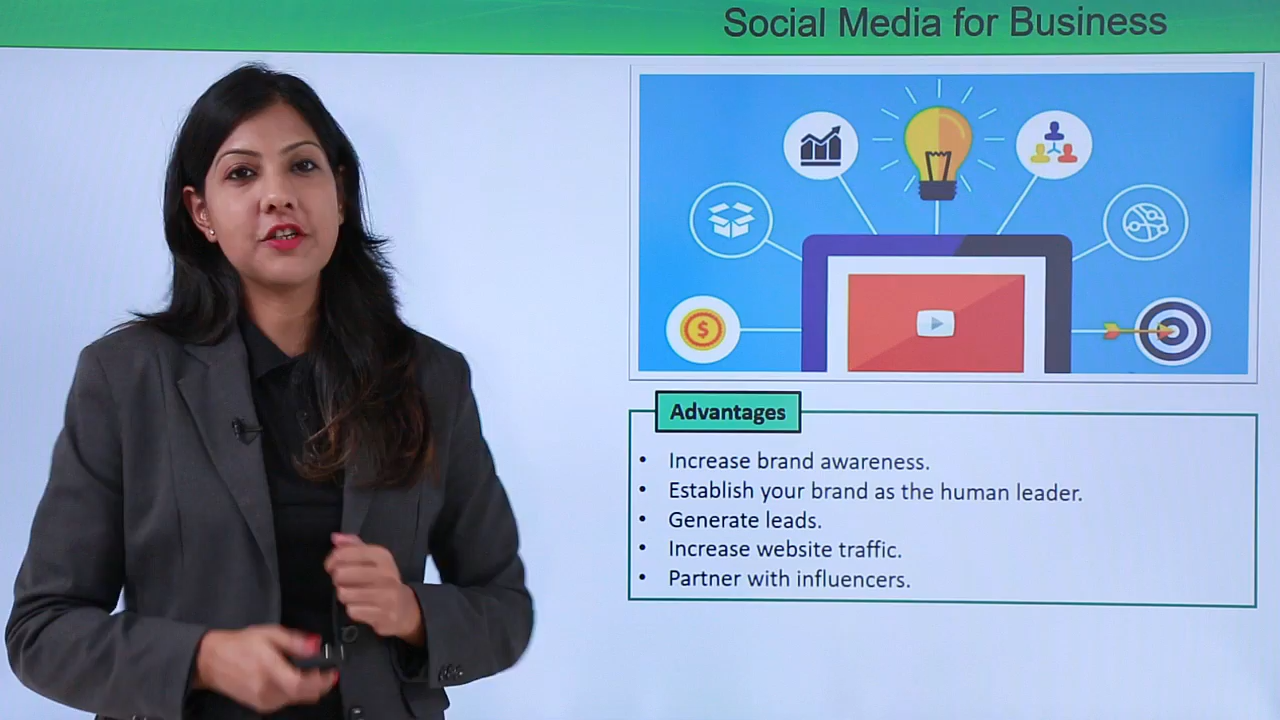 Social Media for Business
$
Advantages
• Increase brand awareness.
• Establish your brand as the human leader.
• Generate leads.
• Increase website traffic.
• Partner with influencers.